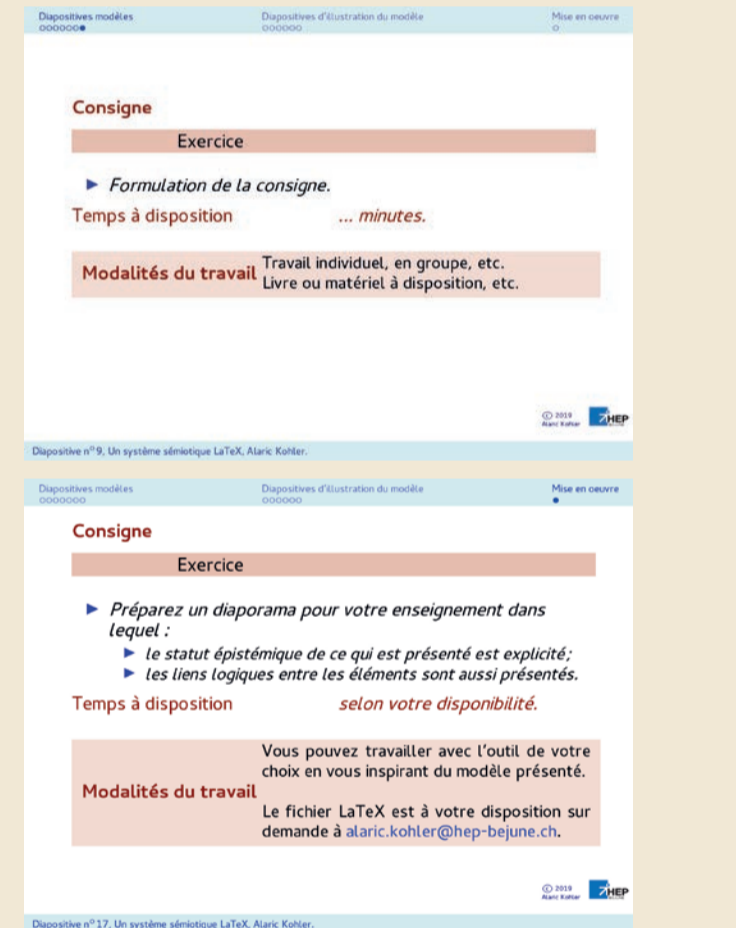 Diapositives modèles Diapositives d'illustration du modèle Mise en oeuvre
Consigne
Exercice
► Formulation de la consigne.
Temps à disposition ... minutes.
Modalités du travail
Travail individuel, en groupe, etc.
Livre ou matériel à disposition, etc.
© 2019
Alaric Kohler
HEP
Diapositive n° 9, Un système sémiotique LaTeX, Alaric Kohler.
Diapositives modèles Diapositives d'illustration du modèle Mise en oeuvre
Consigne
Exercice
► Préparez un diaporama pour votre enseignement dans
lequel :
► le statut épistémique de ce qui est présenté est explicité;
► les liens logiques entre les éléments sont aussi présentés.
Temps à disposition selon votre disponibilité.
Modalités du travail
Vous pouvez travailler avec l'outil de votre
choix en vous inspirant du modèle présenté.
Le fichier LaTeX est à votre disposition sur
demande à alaric.kohler@hep-bejune.ch.
© 2019
Alaric Kohler
HEP
Diapositive n° 17, Un système sémiotique LaTeX, Alaric Kohler.